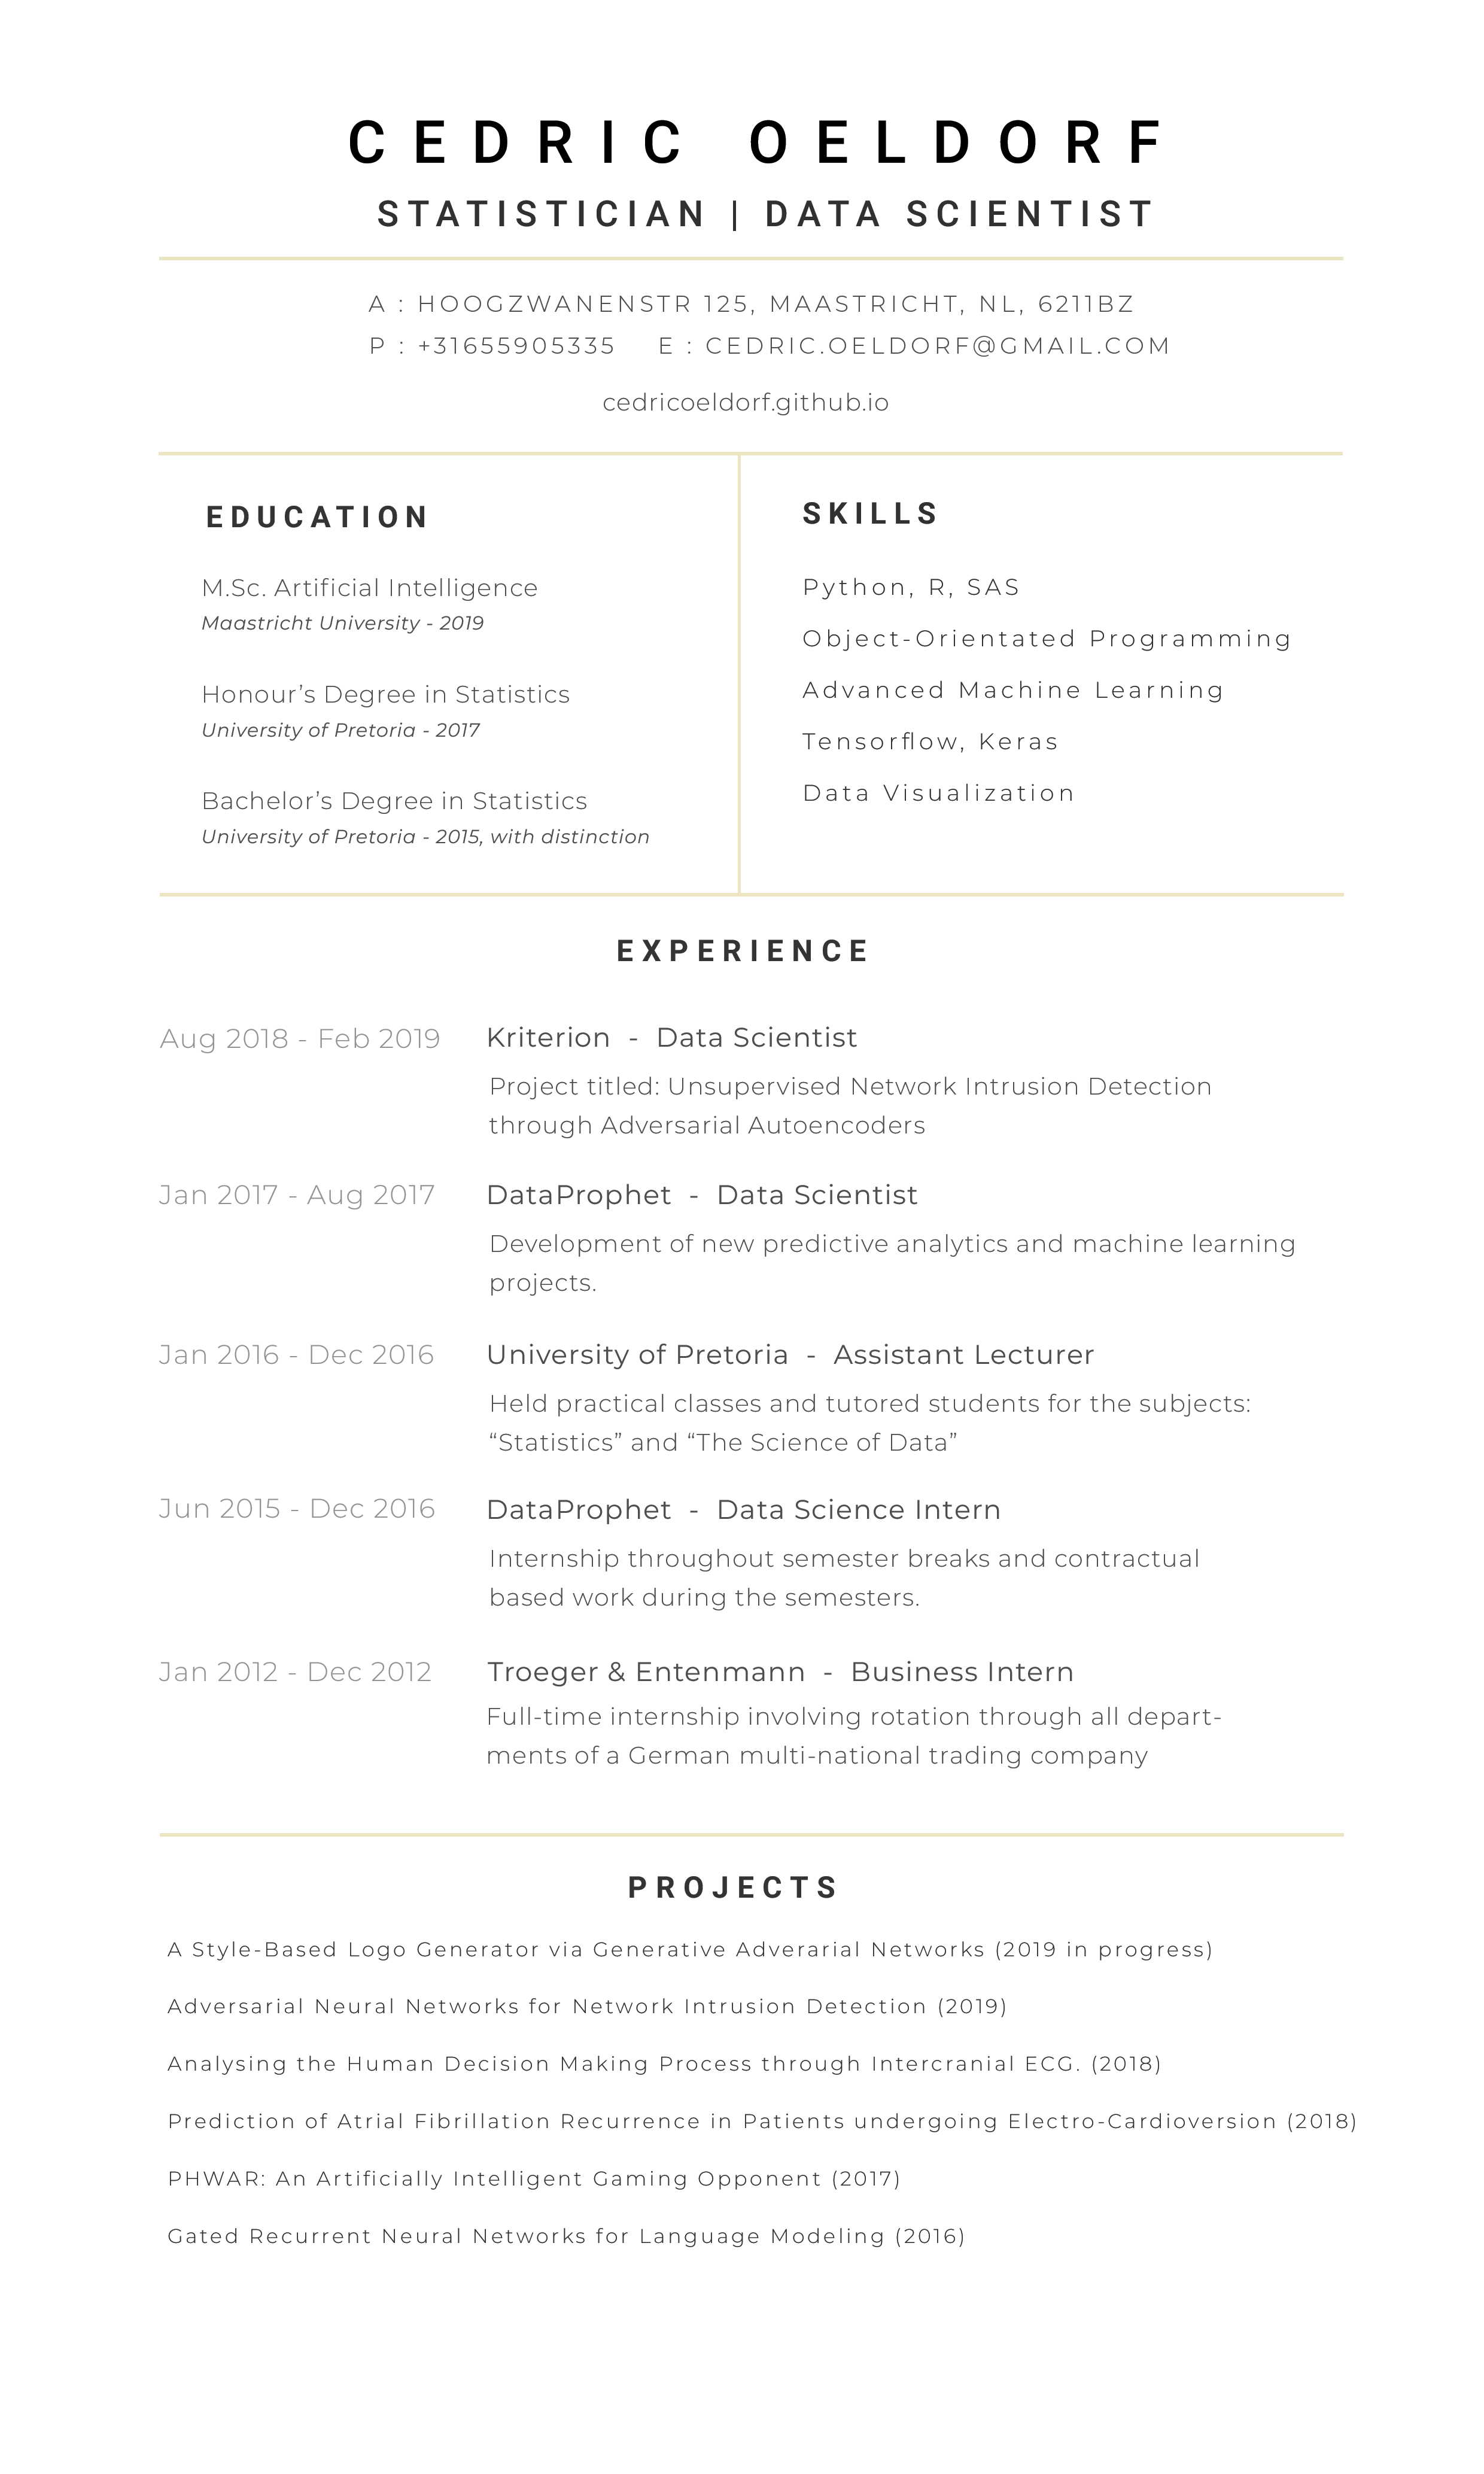 CEDRIC OELDORF
STATISTICIAN | DATA SCIENTIST
A : HOOGZWANENSTR 125, MAASTRICHT, NL, 6211BZ
P : +31655905335 E : CEDRIC.OELDORF@GMAIL.COM
cedricoeldorf.github.io
EDUCATION
M.Sc. Artificial Intelligence
Maastricht University - 2019
Honour’s Degree in Statistics
University of Pretoria - 2017
Bachelor’s Degree in Statistics
University of Pretoria - 2015, with distinction
SKILLS
Python, R, SAS
Object-Orientated Programming
Advanced Machine Learning
Tensorflow, Keras
Data Visualization
EXPERIENCE
Aug 2018 - Feb 2019 Kriterion - Data Scientist
Project titled: Unsupervised Network Intrusion Detection
through Adversarial Autoencoders
Jan 2017 - Aug 2017 DataProphet - Data Scientist
Development of new predictive analytics and machine learning
projects.
Jan 2016 - Dec 2016 University of Pretoria - Assistant Lecturer
Held practical classes and tutored students for the subjects:
“Statistics” and “The Science of Data”
Jun 2015 - Dec 2016 DataProphet - Data Science Intern
Internship throughout semester breaks and contractual
based work during the semesters.
Jan 2012 - Dec 2012 Troeger & Entenmann - Business Intern
Full-time internship involving rotation through all depart-
ments of a German multi-national trading company
PROJECTS
A Style-Based Logo Generator via Generative Adverarial Networks (2019 in progress)
Adversarial Neural Networks for Network Intrusion Detection (2019)
Analysing the Human Decision Making Process through Intercranial ECG. (2018)
Prediction of Atrial Fibrillation Recurrence in Patients undergoing Electro-Cardioversion (2018)
PHWAR: An Artificially Intelligent Gaming Opponent (2017)
Gated Recurrent Neural Networks for Language Modeling (2016)